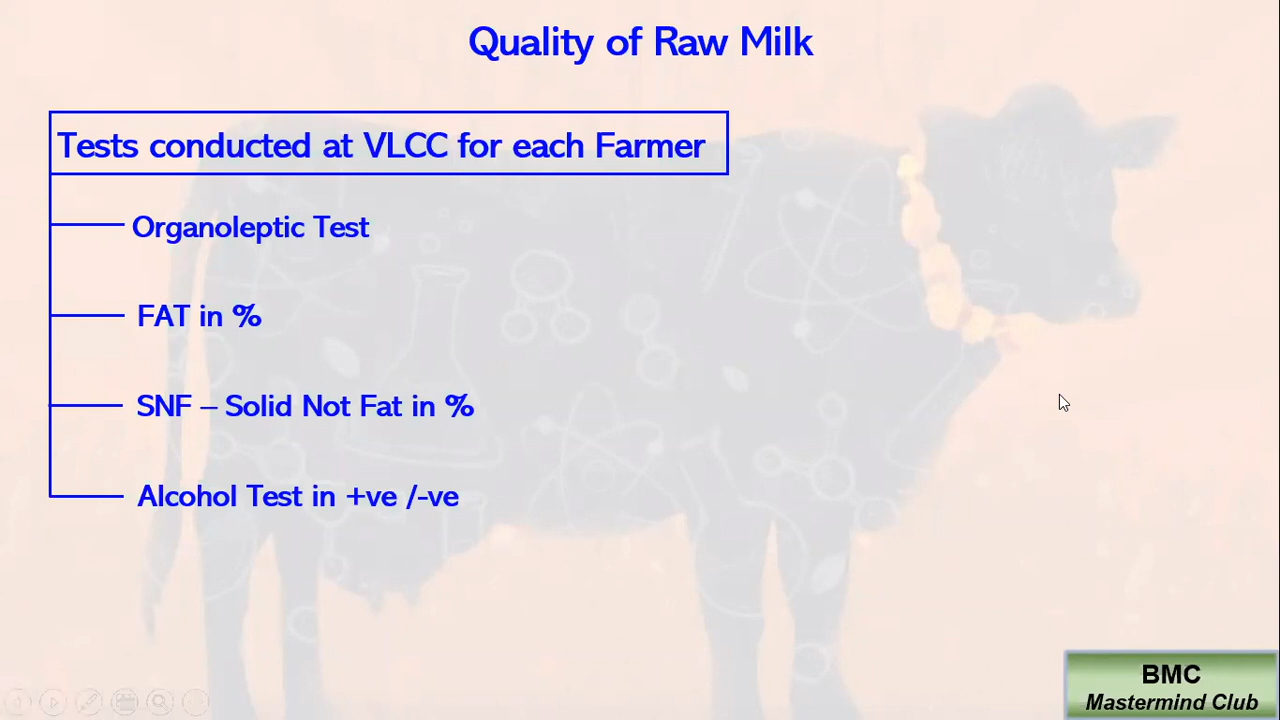 Quality of Raw Milk
Tests conducted at VLCC for each Farmer
Organoleptic Test
FAT in %
SNF – Solid Not Fat in %
Alcohol Test in +ve /-ve
BMC
Mastermind Club